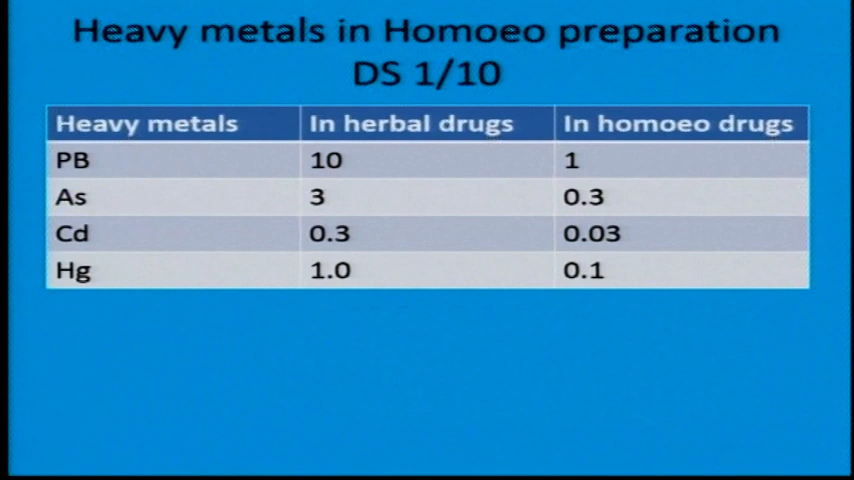 Heavy metals in Homoeo preparation
DS 1/10
Heavy metals In herbal drugs In homoeo drugs
PB 10 1
As 3 0.3
Cd 0.3 0.03
Hg 1.0 0.1